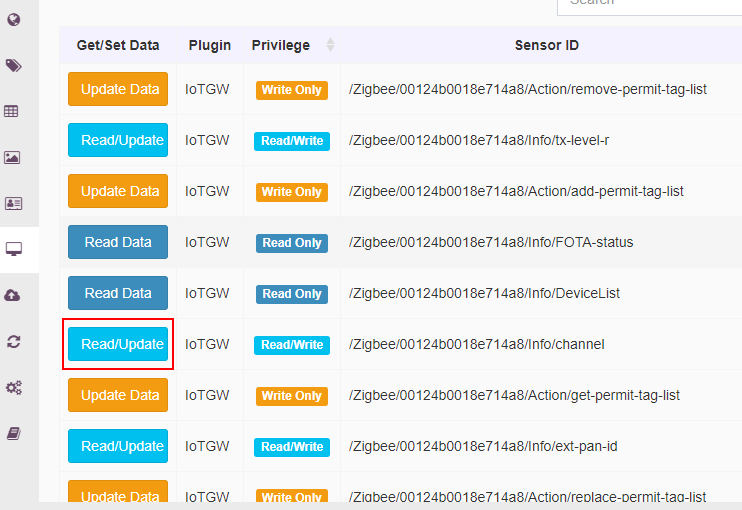 Search
Get/Set Data Plugin Privilege Sensor ID
Update Data IoTGW Write Only /Zigbee/00124b0018e714a8/Action/remove-permit-tag-list
Read/Update IoTGW Read/Write /Zigbee/00124b0018e714a8/Info/tx-level-r
Update Data IoTGW Write Only /Zigbee/00124b0018e714a8/Action/add-permit-tag-list
Read Data IoTGW Read Only /Zigbee/00124b0018e714a8/Info/FOTA-status
Read Data IoTGW Read Only /Zigbee/00124b0018e714a8/Info/DeviceList
Read/Update IoTGW Read/Write /Zigbee/00124b0018e714a8/Info/channel
Update Data IoTGW Write Only /Zigbee/00124b0018e714a8/Action/get-permit-tag-list
Read/Update IoTGW Read/Write /Zigbee/00124b0018e714a8/Info/ext-pan-id
Update Data IoTGW Write Only /Zigbee/00124b0018e714a8/Action/replace-permit-tag-list